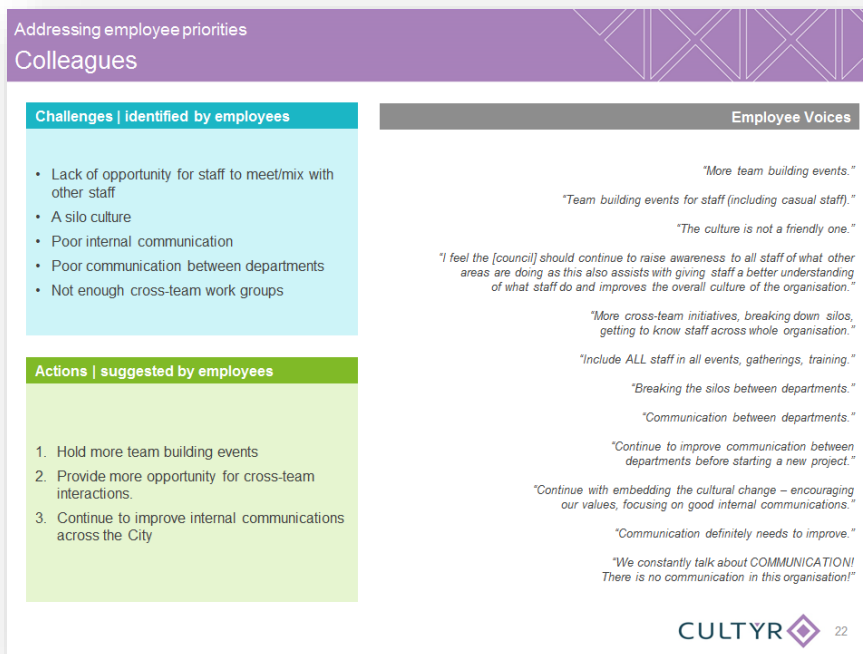 Addressing employee priorities
Colleagues
Challenges | identified by employees
• Lack of opportunity for staff to meet/mix with
other staff
• A silo culture
• Poor internal communication
• Poor communication between departments
• Not enough cross-team work groups
Actions | suggested by employees
1. Hold more team building events
2. Provide more opportunity for cross-team
interactions.
3. Continue to improve internal communications
across the City
Employee Voices
“More team building events.”
“Team building events for staff (including casual staff).”
“The culture is not a friendly one.”
“I feel the [council] should continue to raise awareness to all staff of what other
areas are doing as this also assists with giving staff a better understanding
of what staff do and improves the overall culture of the organisation.”
“More cross-team initiatives, breaking down silos,
getting to know staff across whole organisation.”
“Include ALL staff in all events, gatherings, training.”
“Breaking the silos between departments.”
“Communication between departments.”
“Continue to improve communication between
departments before starting a new project.”
“Continue with embedding the cultural change – encouraging
our values, focusing on good internal communications.”
“Communication definitely needs to improve.”
“We constantly talk about COMMUNICATION!
There is no communication in this organisation!”
CULTŸR
22